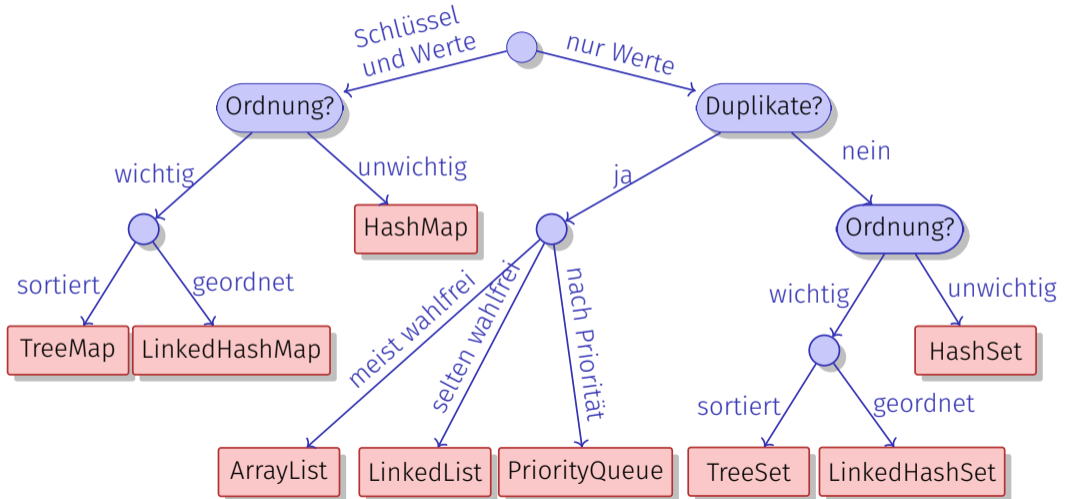 Schlüssel
und Werte
nur Werte
Ordnung?
Duplikate?
wichtig
unwichtig
ja
nein
HashMap
Ordnung?
sortiert
geordnet
meist wahlfrei
selten wahlfrei
nach Priorität
wichtig
unwichtig
TreeMap
LinkedHashMap
HashSet
sortiert
geordnet
ArrayList
LinkedList
PriorityQueue
TreeSet
LinkedHashSet